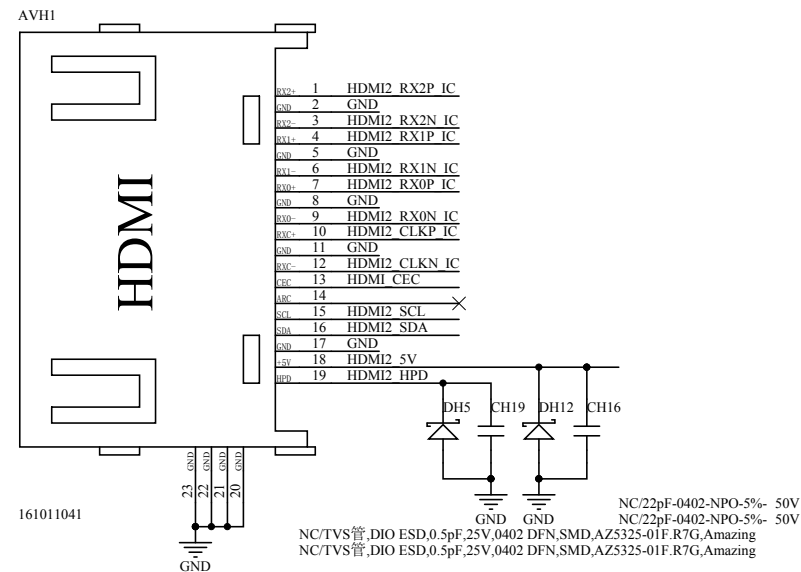 AVH1
RX2+ 1 HDMI2_RX2P_IC
GND 2 GND
RX2- 3 HDMI2_RX2N_IC
RX1+ 4 HDMI2_RX1P_IC
GND 5 GND
RX1- 6 HDMI2_RX1N_IC
RX0+ 7 HDMI2_RX0P_IC
GND 8 GND
RX0- 9 HDMI2_RX0N_IC
RXC+ 10 HDMI2_CLKP_IC
GND 11 GND
RXC- 12 HDMI2_CLKN_IC
CEC 13 HDMI_CEC
ARC 14
SCL 15 HDMI2_SCL
SDA 16 HDMI2_SDA
GND 17 GND
+5V 18 HDMI2_5V
HPD 19 HDMI2_HPD
HDMI
DH5 CH19 DH12 CH16
GND GND GND GND
23 22 21 20
GND
GND GND
161011041
NC/22pF-0402-NPO-5%- 50V
NC/22pF-0402-NPO-5%- 50V
NC/TVS管,DIO ESD,0.5pF,25V,0402 DFN,SMD,AZ5325-01F.R7G,Amazing
NC/TVS管,DIO ESD,0.5pF,25V,0402 DFN,SMD,AZ5325-01F.R7G,Amazing